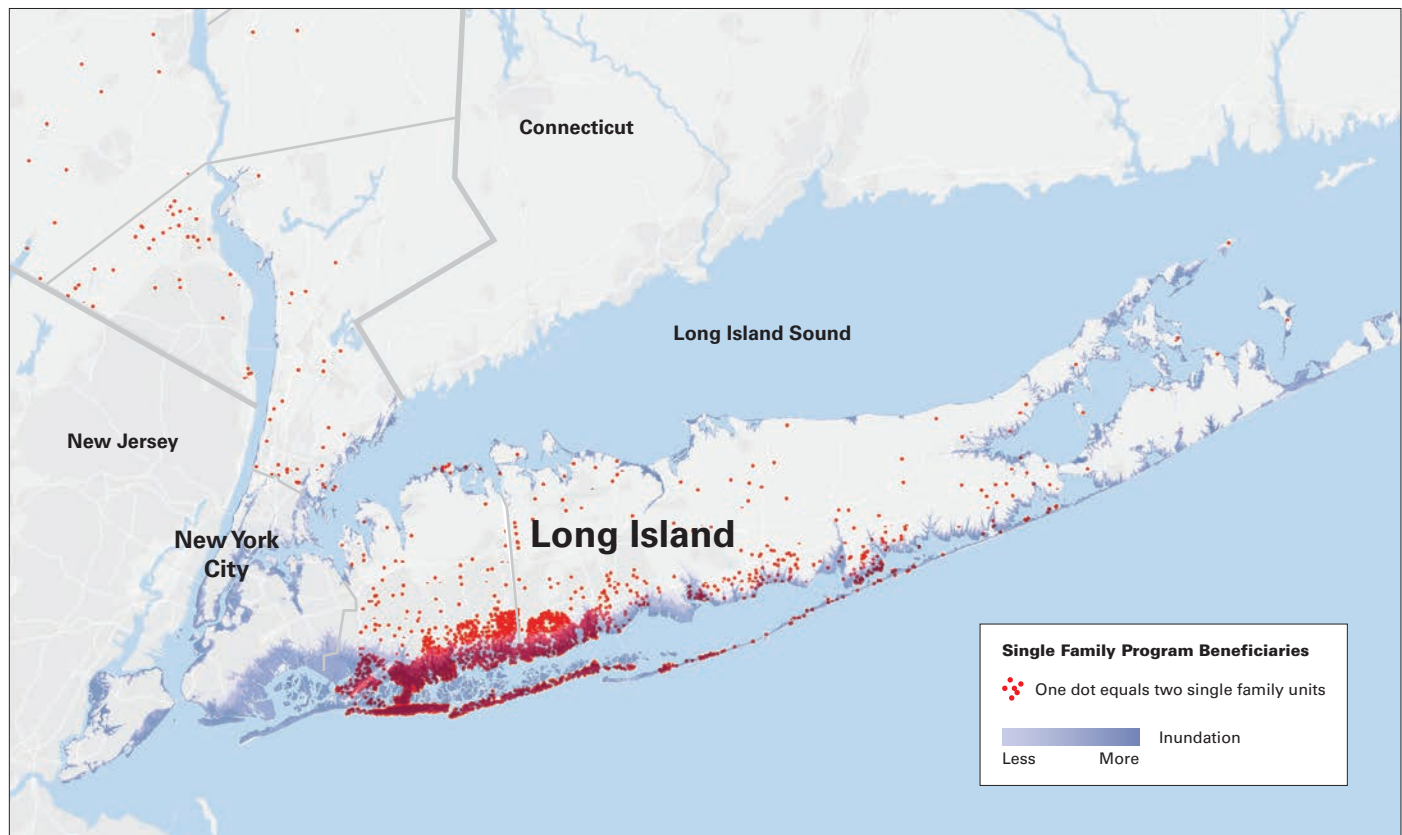 Connecticut
Long Island Sound
New Jersey
New York
City
Long Island
Single Family Program Beneficiaries
One dot equals two single family units
Inundation
Less More